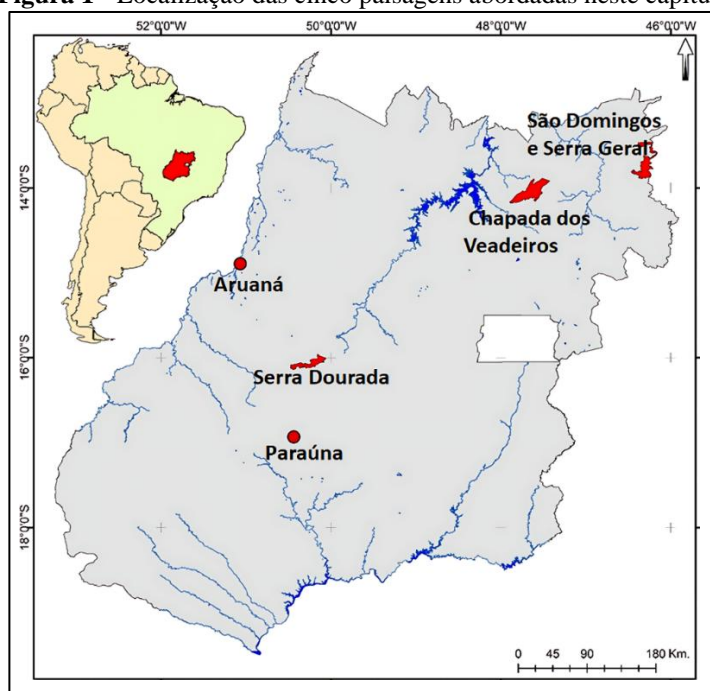 Figura 1 - Localização das cinco paisagens abordadas neste capítu
52°0'0"W 50°0'0"W 48°0'0"W 46°0'0"W
São Domingos
e Serra Geral
14°0'0"S
Chapada dos
Veadeiros
Aruaná
16°0'0"S
Serra Dourada
Paraúna
18°0'0"S
0 45 90 180 Km.